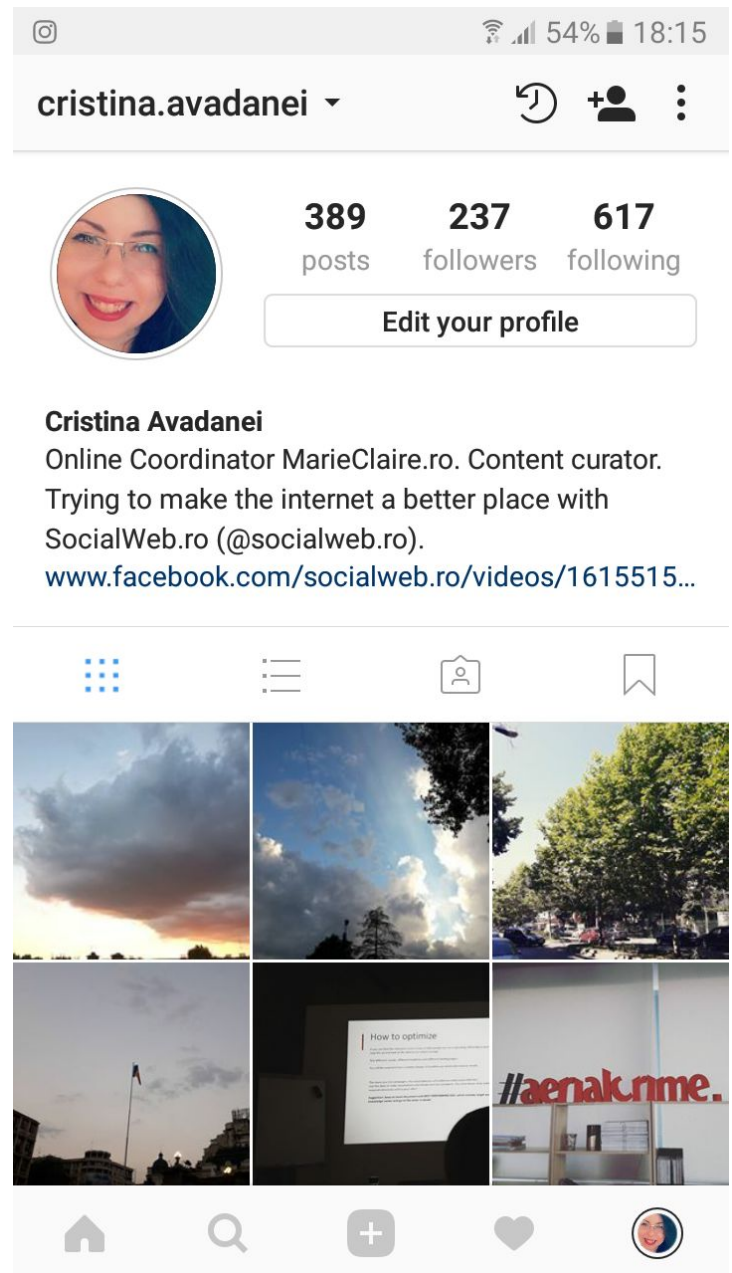 54% 18:15
cristina.avadanei
389 237 617
posts followers following
Edit your profile
Cristina Avadanei
Online Coordinator MarieClaire.ro. Content curator.
Trying to make the internet a better place with
SocialWeb.ro (@socialweb.ro).
www.facebook.com/socialweb.ro/videos/1615515...
How to optimize
#aerialcrime.